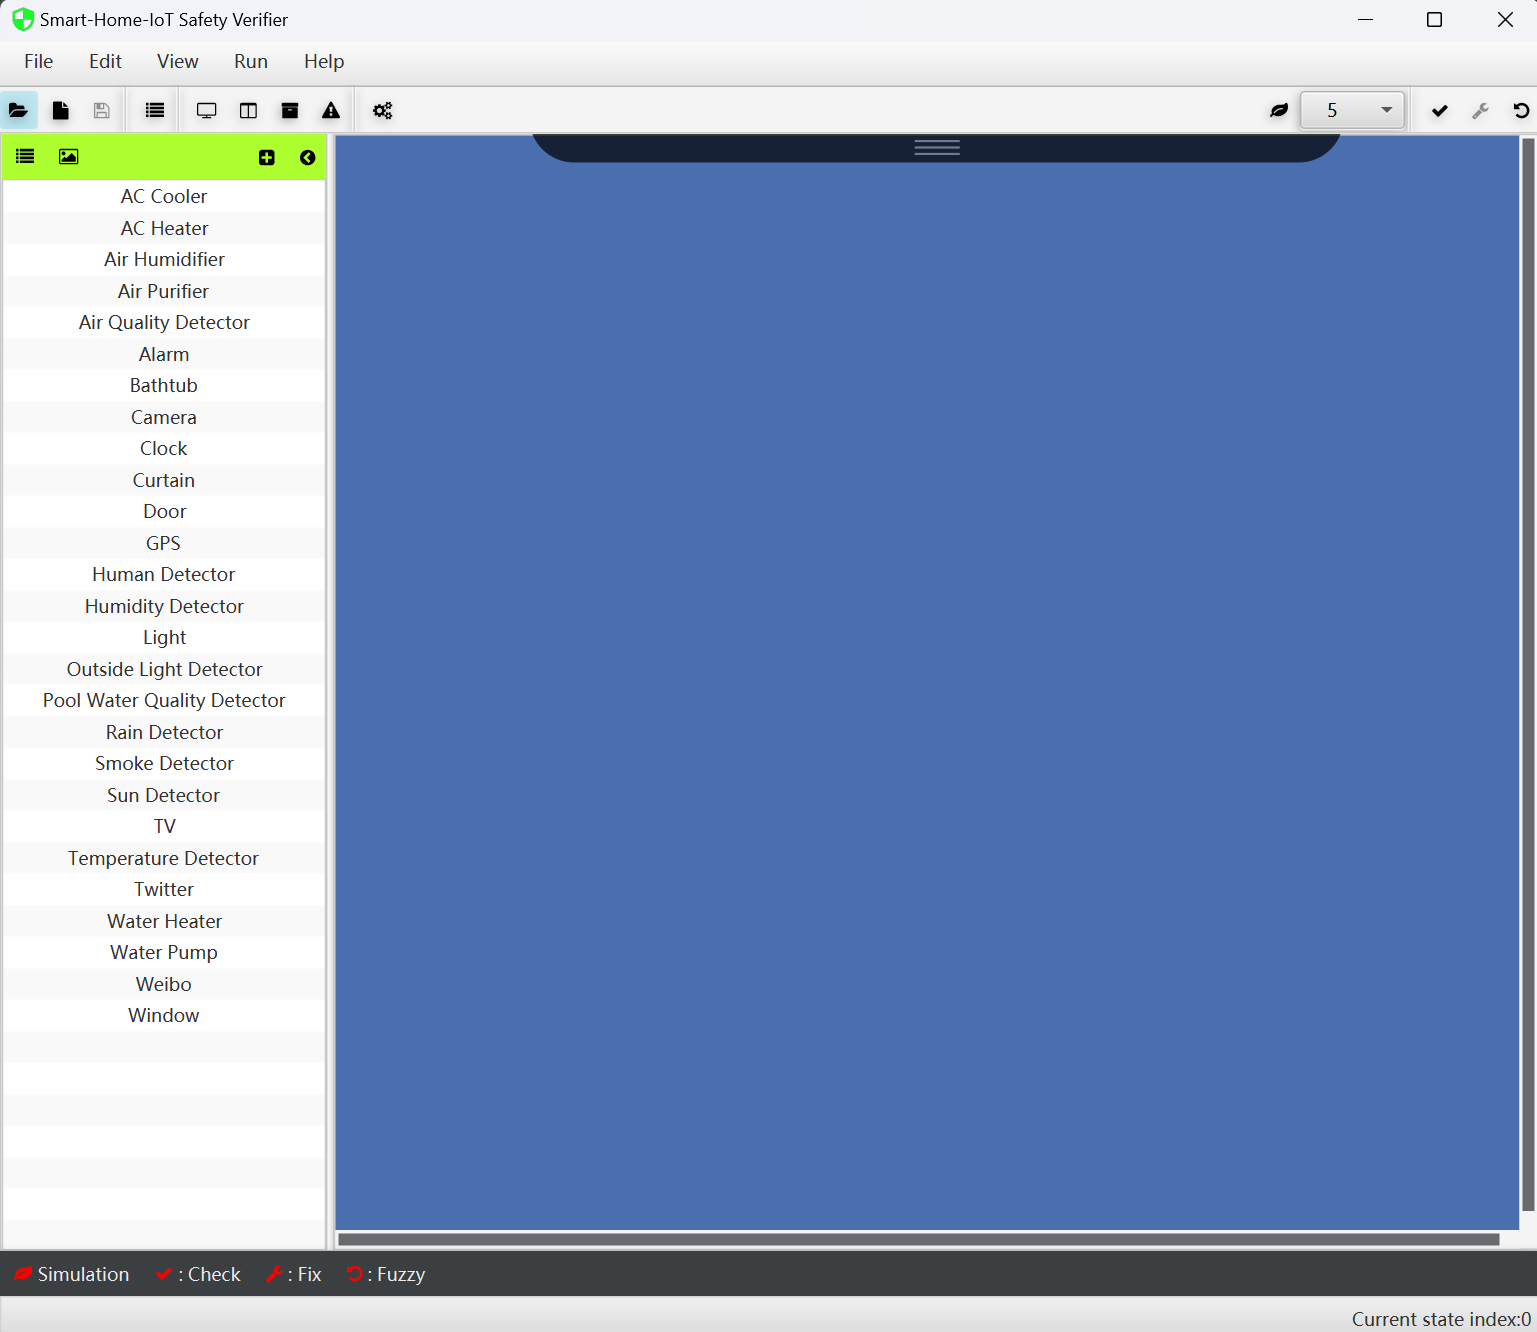 Smart-Home-IoT Safety Verifier
File Edit View Run Help
5
AC Cooler
AC Heater
Air Humidifier
Air Purifier
Air Quality Detector
Alarm
Bathtub
Camera
Clock
Curtain
Door
GPS
Human Detector
Humidity Detector
Light
Outside Light Detector
Pool Water Quality Detector
Rain Detector
Smoke Detector
Sun Detector
TV
Temperature Detector
Twitter
Water Heater
Water Pump
Weibo
Window
Simulation : Check : Fix : Fuzzy
Current state index:0